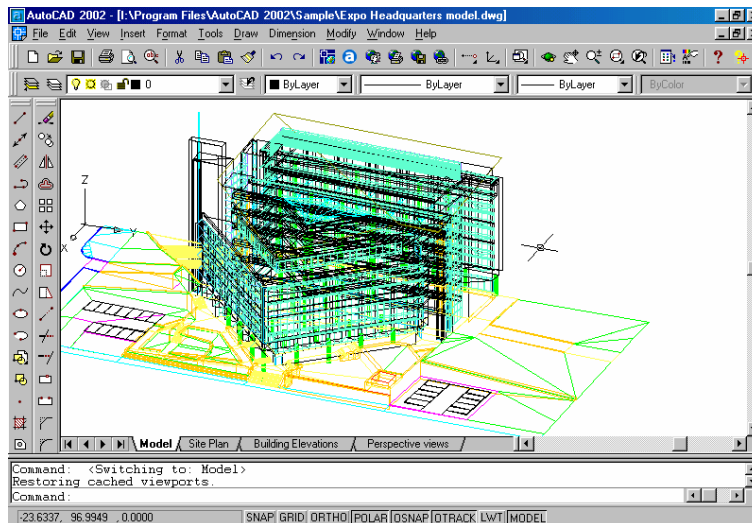 AutoCAD 2002 - [I:\Program Files\AutoCAD 2002\Sample\Expo Headquarters model.dwg]
File Edit View Insert Format Tools Draw Dimension Modify Window Help
0 ByLayer ByLayer ByLayer ByColor
Z
Y
X
Model Site Plan Building Elevations Perspective views
Command: <Switching to: Model>
Restoring cached viewports.
Command:
-23.6337, 96.9949 , 0.0000 SNAP GRID ORTHO POLAR OSNAP OTRACK LWT MODEL